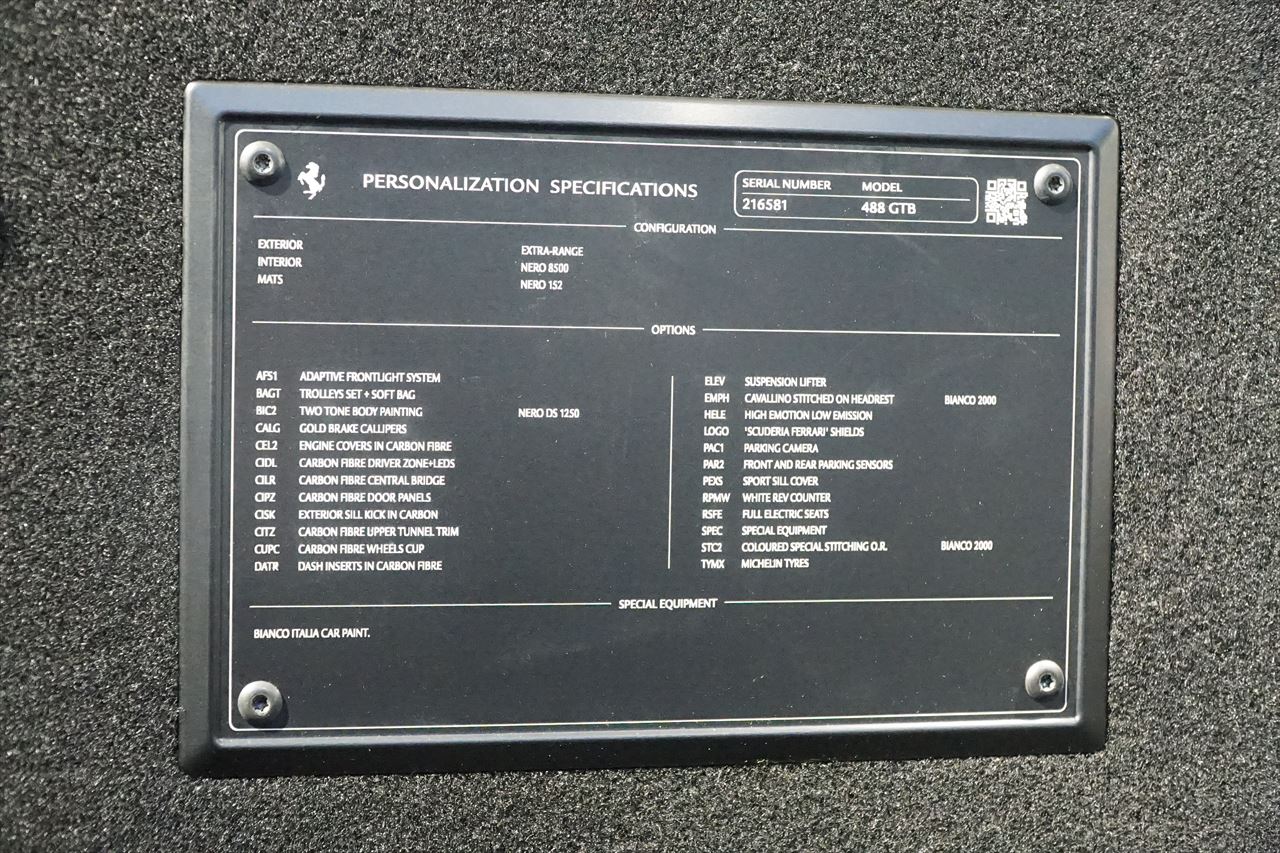 PERSONALIZATION SPECIFICATIONS
SERIAL NUMBER MODEL
216581 488 GTB
CONFIGURATION
EXTERIOR EXTRA-RANGE
INTERIOR NERO 8500
MATS NERO 152
OPTIONS
AFS1 ADAPTIVE FRONTLIGHT SYSTEM
BAGT TROLLEYS SET + SOFT BAG
BIC2 TWO TONE BODY PAINTING NERO DS 1250
CALG GOLD BRAKE CALLIPERS
CEL2 ENGINE COVERS IN CARBON FIBRE
CIDL CARBON FIBRE DRIVER ZONE+LEDS
CILR CARBON FIBRE CENTRAL BRIDGE
CIPZ CARBON FIBRE DOOR PANELS
CISK EXTERIOR SILL KICK IN CARBON
CITZ CARBON FIBRE UPPER TUNNEL TRIM
CUPC CARBON FIBRE WHEELS CUP
DATR DASH INSERTS IN CARBON FIBRE
ELEV SUSPENSION LIFTER
EMPH CAVALLINO STITCHED ON HEADREST BIANCO 2000
HELE HIGH EMOTION LOW EMISSION
LOGO 'SCUDERIA FERRARI' SHIELDS
PAC1 PARKING CAMERA
PAR2 FRONT AND REAR PARKING SENSORS
PEXS SPORT SILL COVER
RPMW WHITE REV COUNTER
RSFE FULL ELECTRIC SEATS
SPEC SPECIAL EQUIPMENT
STC2 COLOURED SPECIAL STITCHING O.R. BIANCO 2000
TYMX MICHELIN TYRES
SPECIAL EQUIPMENT
BIANCO ITALIA CAR PAINT.